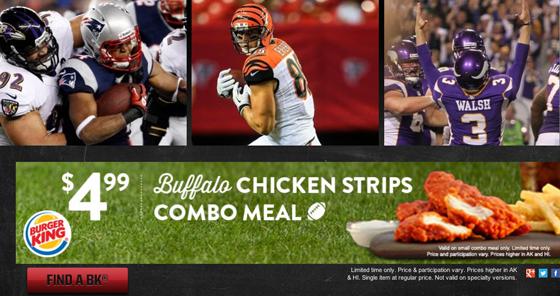 92
8
WALSH
3
$4.99
Buffalo CHICKEN STRIPS
COMBO MEAL
BURGER
KING
Valid on small combo meal only. Limited time only.
Price and participation vary. Prices higher in AK and HI.
FIND A BK®
Limited time only. Price & participation vary. Prices higher in AK
& HI. Single item at regular price. Not valid on specialty versions.